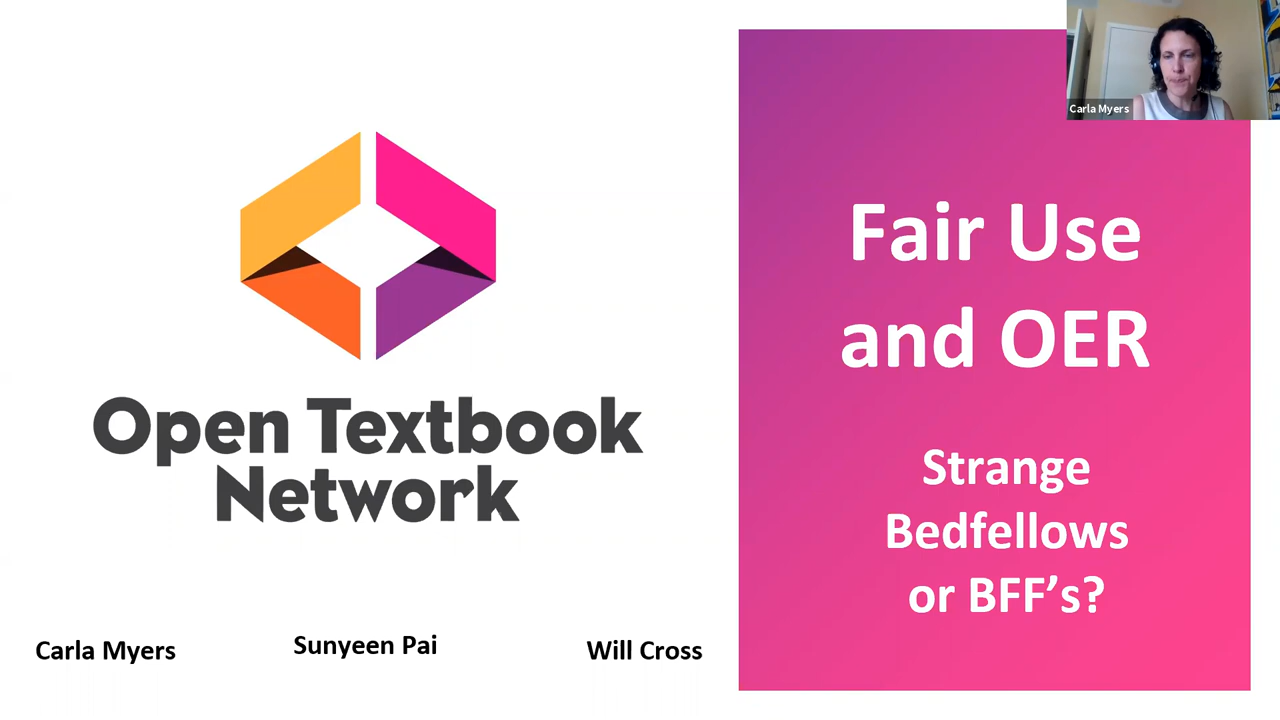 Carla Myers
Fair Use
and OER
Strange
Bedfellows
or BFF’s?
Open Textbook
Network
Carla Myers
Sunyeen Pai
Will Cross